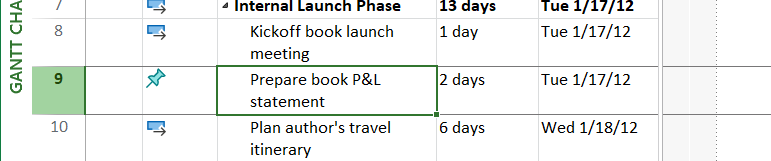 GANTT CHA
7 Internal Launch Phase 13 days Tue 1/17/12
8 Kickoff book launch meeting 1 day Tue 1/17/12
9 Prepare book P&L statement 2 days Tue 1/17/12
10 Plan author's travel itinerary 6 days Wed 1/18/12